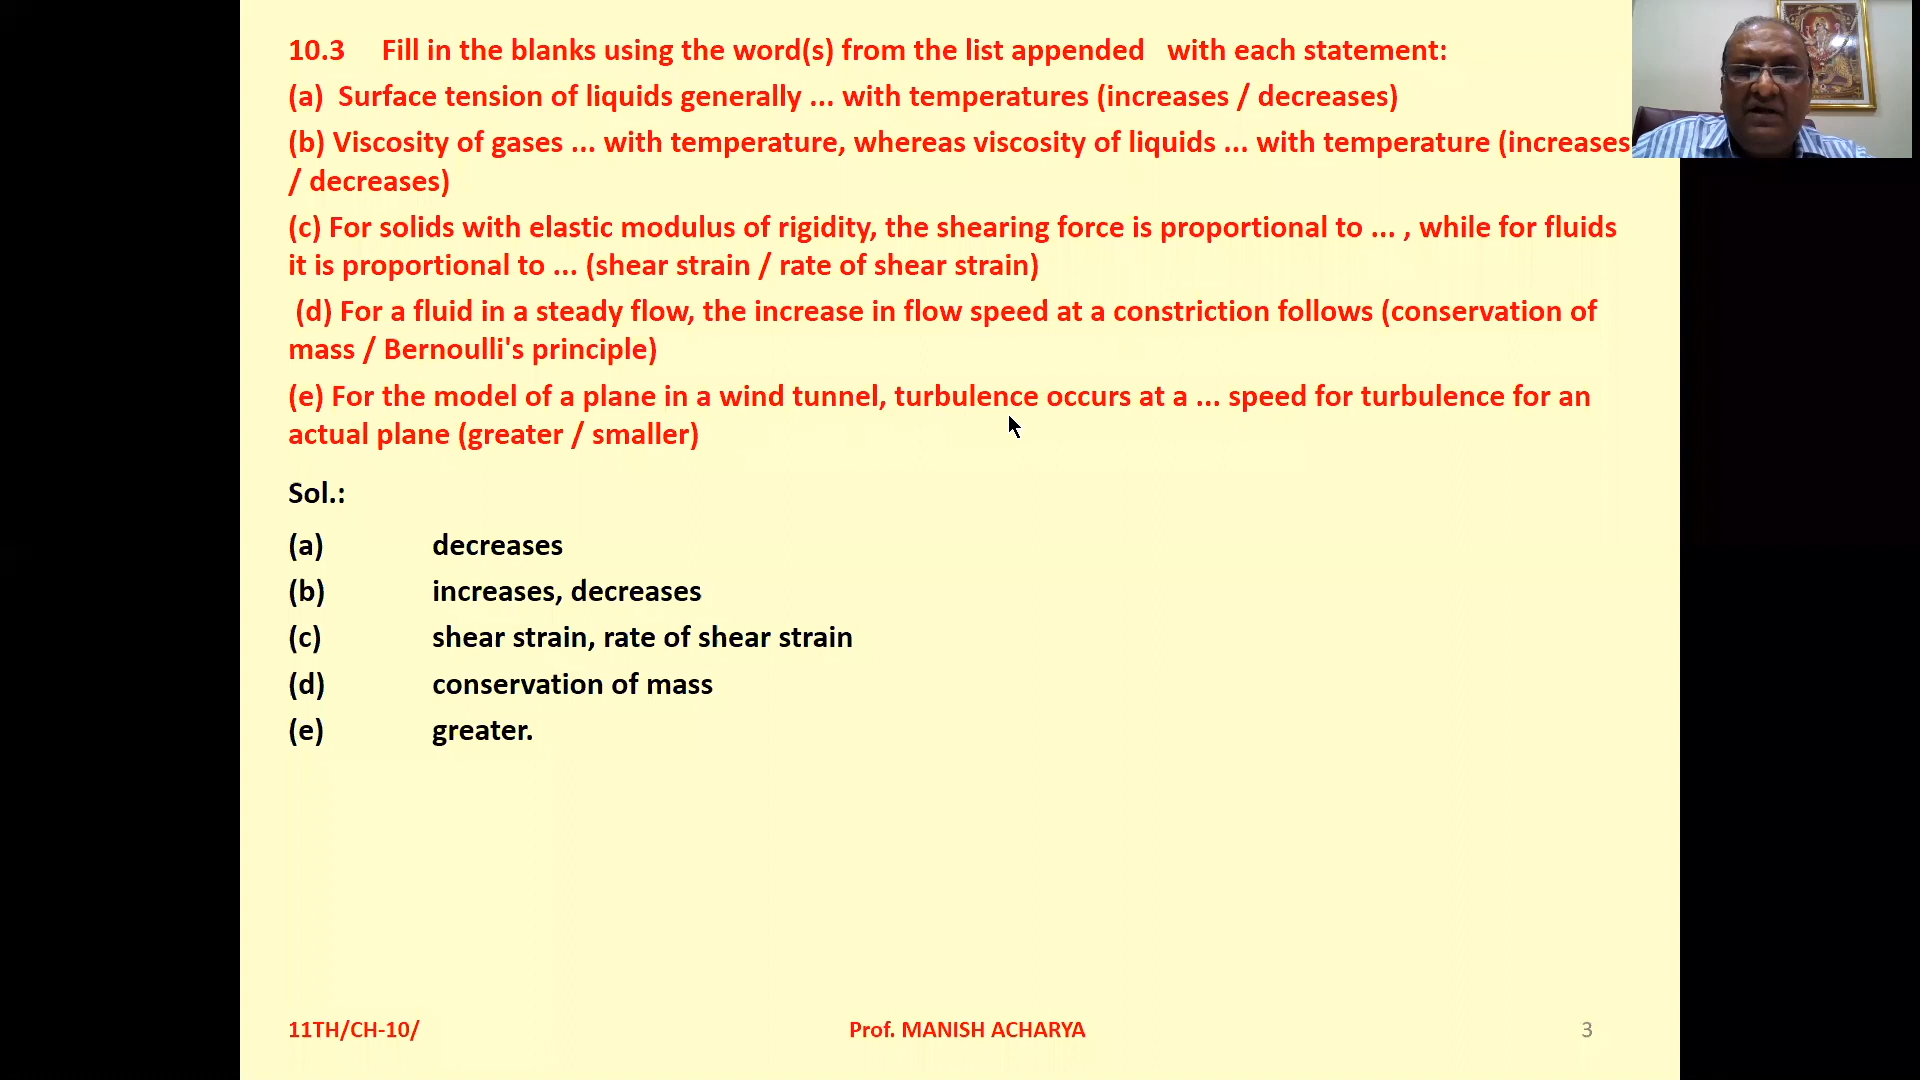 10.3 Fill in the blanks using the word(s) from the list appended with each statement:
(a) Surface tension of liquids generally ... with temperatures (increases / decreases)
(b) Viscosity of gases ... with temperature, whereas viscosity of liquids ... with temperature (increases
/ decreases)
(c) For solids with elastic modulus of rigidity, the shearing force is proportional to ... , while for fluids
it is proportional to ... (shear strain / rate of shear strain)
(d) For a fluid in a steady flow, the increase in flow speed at a constriction follows (conservation of
mass / Bernoulli's principle)
(e) For the model of a plane in a wind tunnel, turbulence occurs at a ... speed for turbulence for an
actual plane (greater / smaller)
Sol.:
(a) decreases
(b) increases, decreases
(c) shear strain, rate of shear strain
(d) conservation of mass
(e) greater.
11TH/CH-10/ Prof. MANISH ACHARYA 3